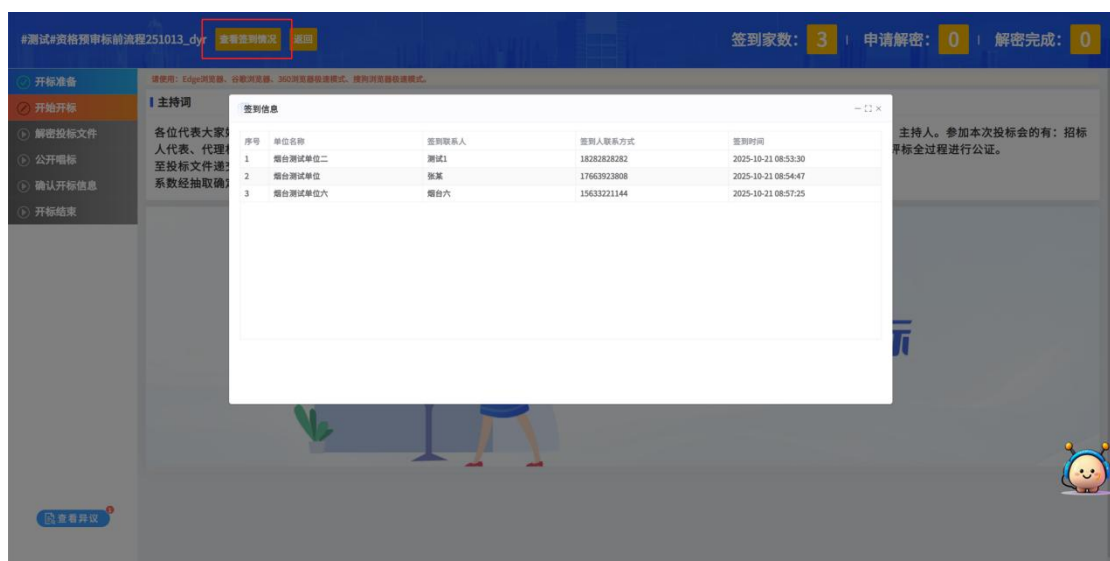 #测试#资格预审标前流程251013_dyr 查看签到情况 返回 签到家数: 3 申请解密: 0 解密完成: 0
开标准备
开始开标
解密投标文件
公开唱标
确认开标信息
开标结束
请使用: Edge浏览器、谷歌浏览器、360浏览器极速模式、搜狗浏览器极速模式。
主持词
各位代表大家 主持人。参加本次投标会的有: 招标
人代表、代理 评标全过程进行公证。
至投标文件递
系数经抽取确
签到信息
序号 单位名称 签到联系人 签到人联系方式 签到时间
1 烟台测试单位二 测试1 18282828282 2025-10-21 08:53:30
2 烟台测试单位 张某 17663923808 2025-10-21 08:54:47
3 烟台测试单位六 烟台六 15633221144 2025-10-21 08:57:25
标
查看异议